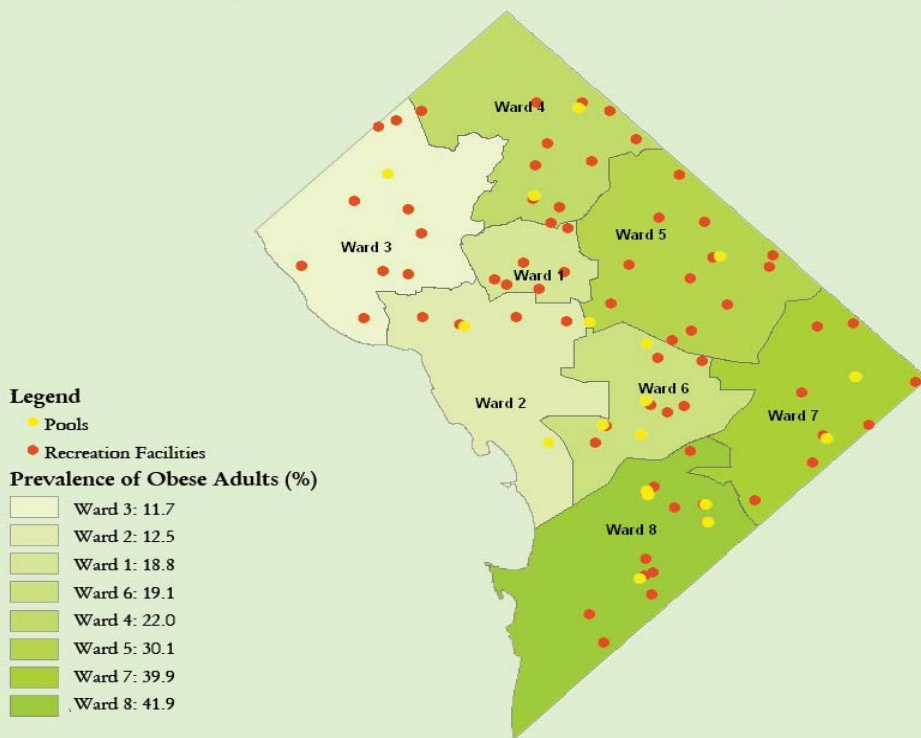 Ward 4
Ward 5
Ward 3
Ward 1
Ward 6
Ward 2
Ward 7
Ward 8
Legend
Pools
Recreation Facilities
Prevalence of Obese Adults (%)
Ward 3: 11.7
Ward 2: 12.5
Ward 1: 18.8
Ward 6: 19.1
Ward 4: 22.0
Ward 5: 30.1
Ward 7: 39.9
Ward 8: 41.9